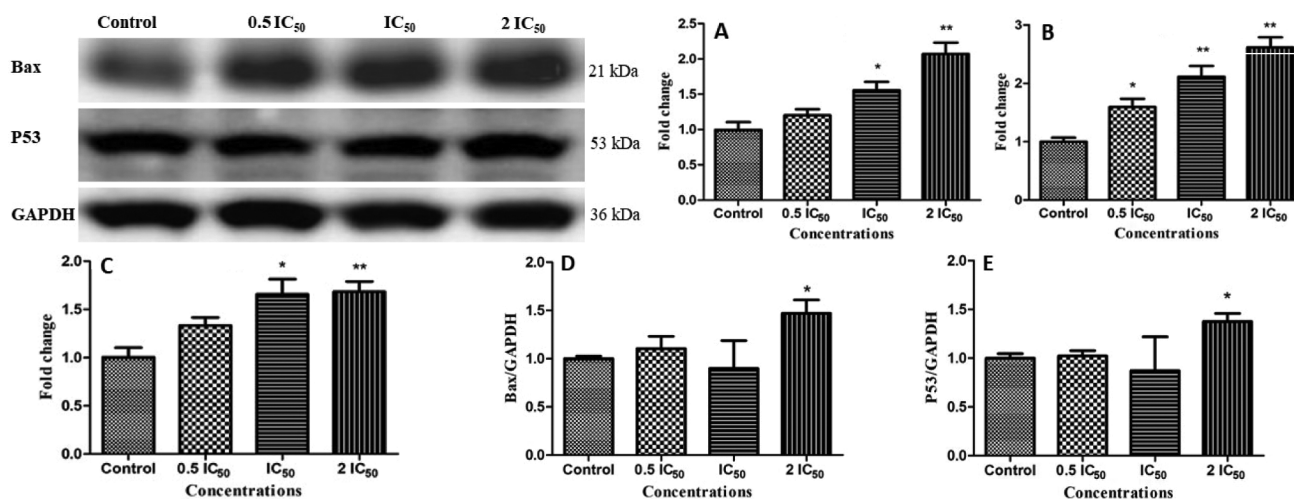 Control 0.5 IC50 IC50 2 IC50
Bax 21 kDa
P53 53 kDa
GAPDH 36 kDa
A
Fold change
2.5
2.0
1.5
1.0
0.5
0.0
* **
Control 0.5 IC50 IC50 2 IC50
Concentrations
B
Fold change
3
2
1
0
* ** **
Control 0.5 IC50 IC50 2 IC50
Concentrations
C
Fold change
2.0
1.5
1.0
0.5
0.0
* **
Control 0.5 IC50 IC50 2 IC50
Concentrations
D
Bax/GAPDH
2.0
1.5
1.0
0.5
0.0
*
Control 0.5 IC50 IC50 2 IC50
Concentrations
E
P53/GAPDH
2.0
1.5
1.0
0.5
0.0
*
Control 0.5 IC50 IC50 2 IC50
Concentrations